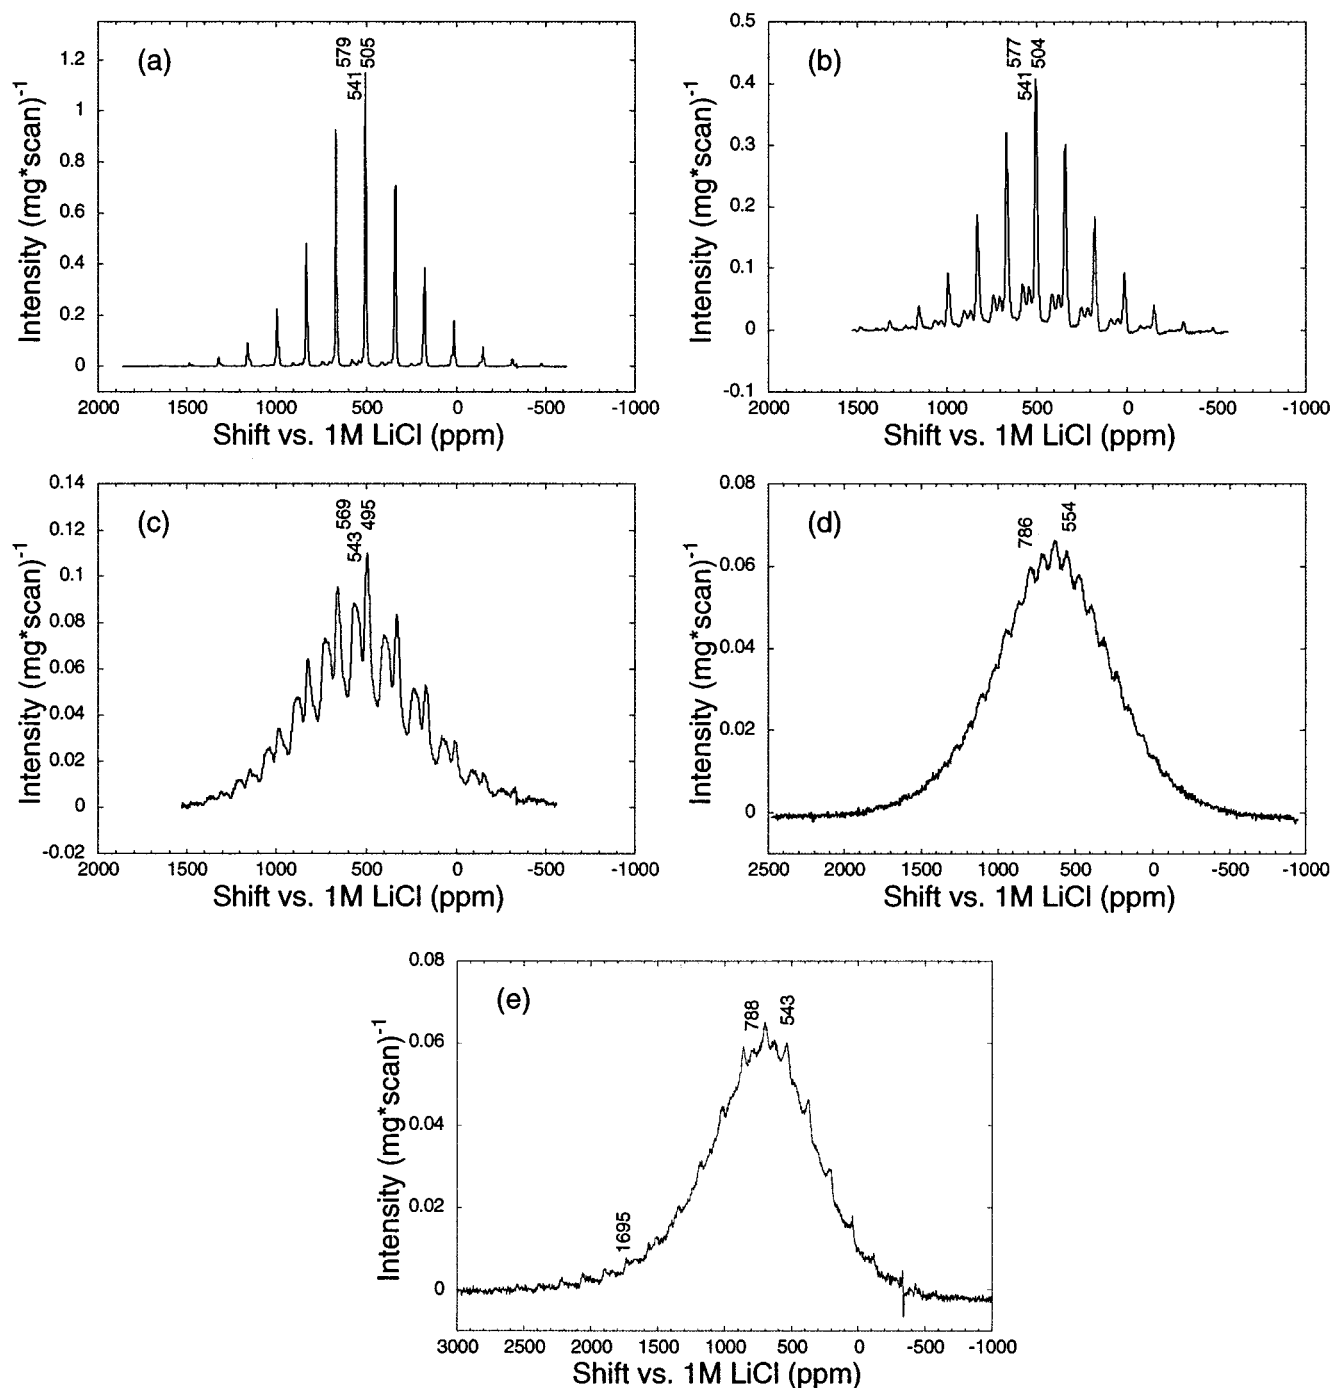 (a)
579
541 505
Intensity (mg*scan)-1
1.2
1
0.8
0.6
0.4
0.2
0
2000 1500 1000 500 0 -500 -1000
Shift vs. 1M LiCl (ppm)
(b)
577
541 504
Intensity (mg*scan)-1
0.5
0.4
0.3
0.2
0.1
0
-0.1
2000 1500 1000 500 0 -500 -1000
Shift vs. 1M LiCl (ppm)
(c)
569
543 495
Intensity (mg*scan)-1
0.14
0.12
0.1
0.08
0.06
0.04
0.02
0
-0.02
2000 1500 1000 500 0 -500 -1000
Shift vs. 1M LiCl (ppm)
(d)
786 554
Intensity (mg*scan)-1
0.08
0.06
0.04
0.02
0
2500 2000 1500 1000 500 0 -500 -1000
Shift vs. 1M LiCl (ppm)
(e)
1695 788 543
Intensity (mg*scan)-1
0.08
0.06
0.04
0.02
0
3000 2500 2000 1500 1000 500 0 -500 -1000
Shift vs. 1M LiCl (ppm)